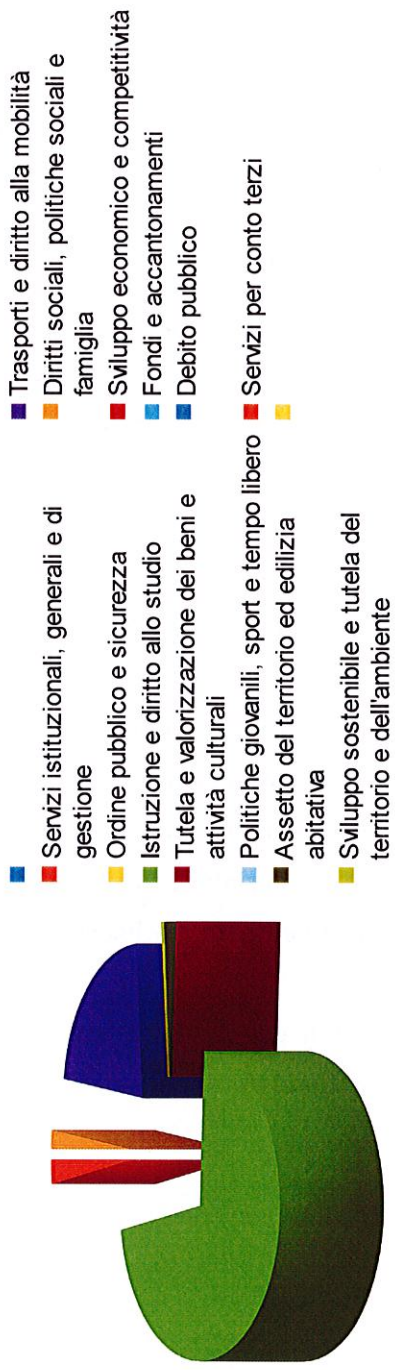 Servizi istituzionali, generali e di
gestione
Ordine pubblico e sicurezza
Istruzione e diritto allo studio
Tutela e valorizzazione dei beni e
attività culturali
Politiche giovanili, sport e tempo libero
Assetto del territorio ed edilizia
abitativa
Sviluppo sostenibile e tutela del
territorio e dell'ambiente
Trasporti e diritto alla mobilità
Diritti sociali, politiche sociali e
famiglia
Sviluppo economico e competitività
Fondi e accantonamenti
Debito pubblico
Servizi per conto terzi